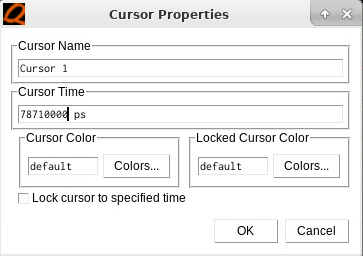 Cursor Properties
Cursor Name
Cursor 1
Cursor Time
78710000 ps
Cursor Color
default
Colors...
Locked Cursor Color
default
Colors...
Lock cursor to specified time
OK
Cancel